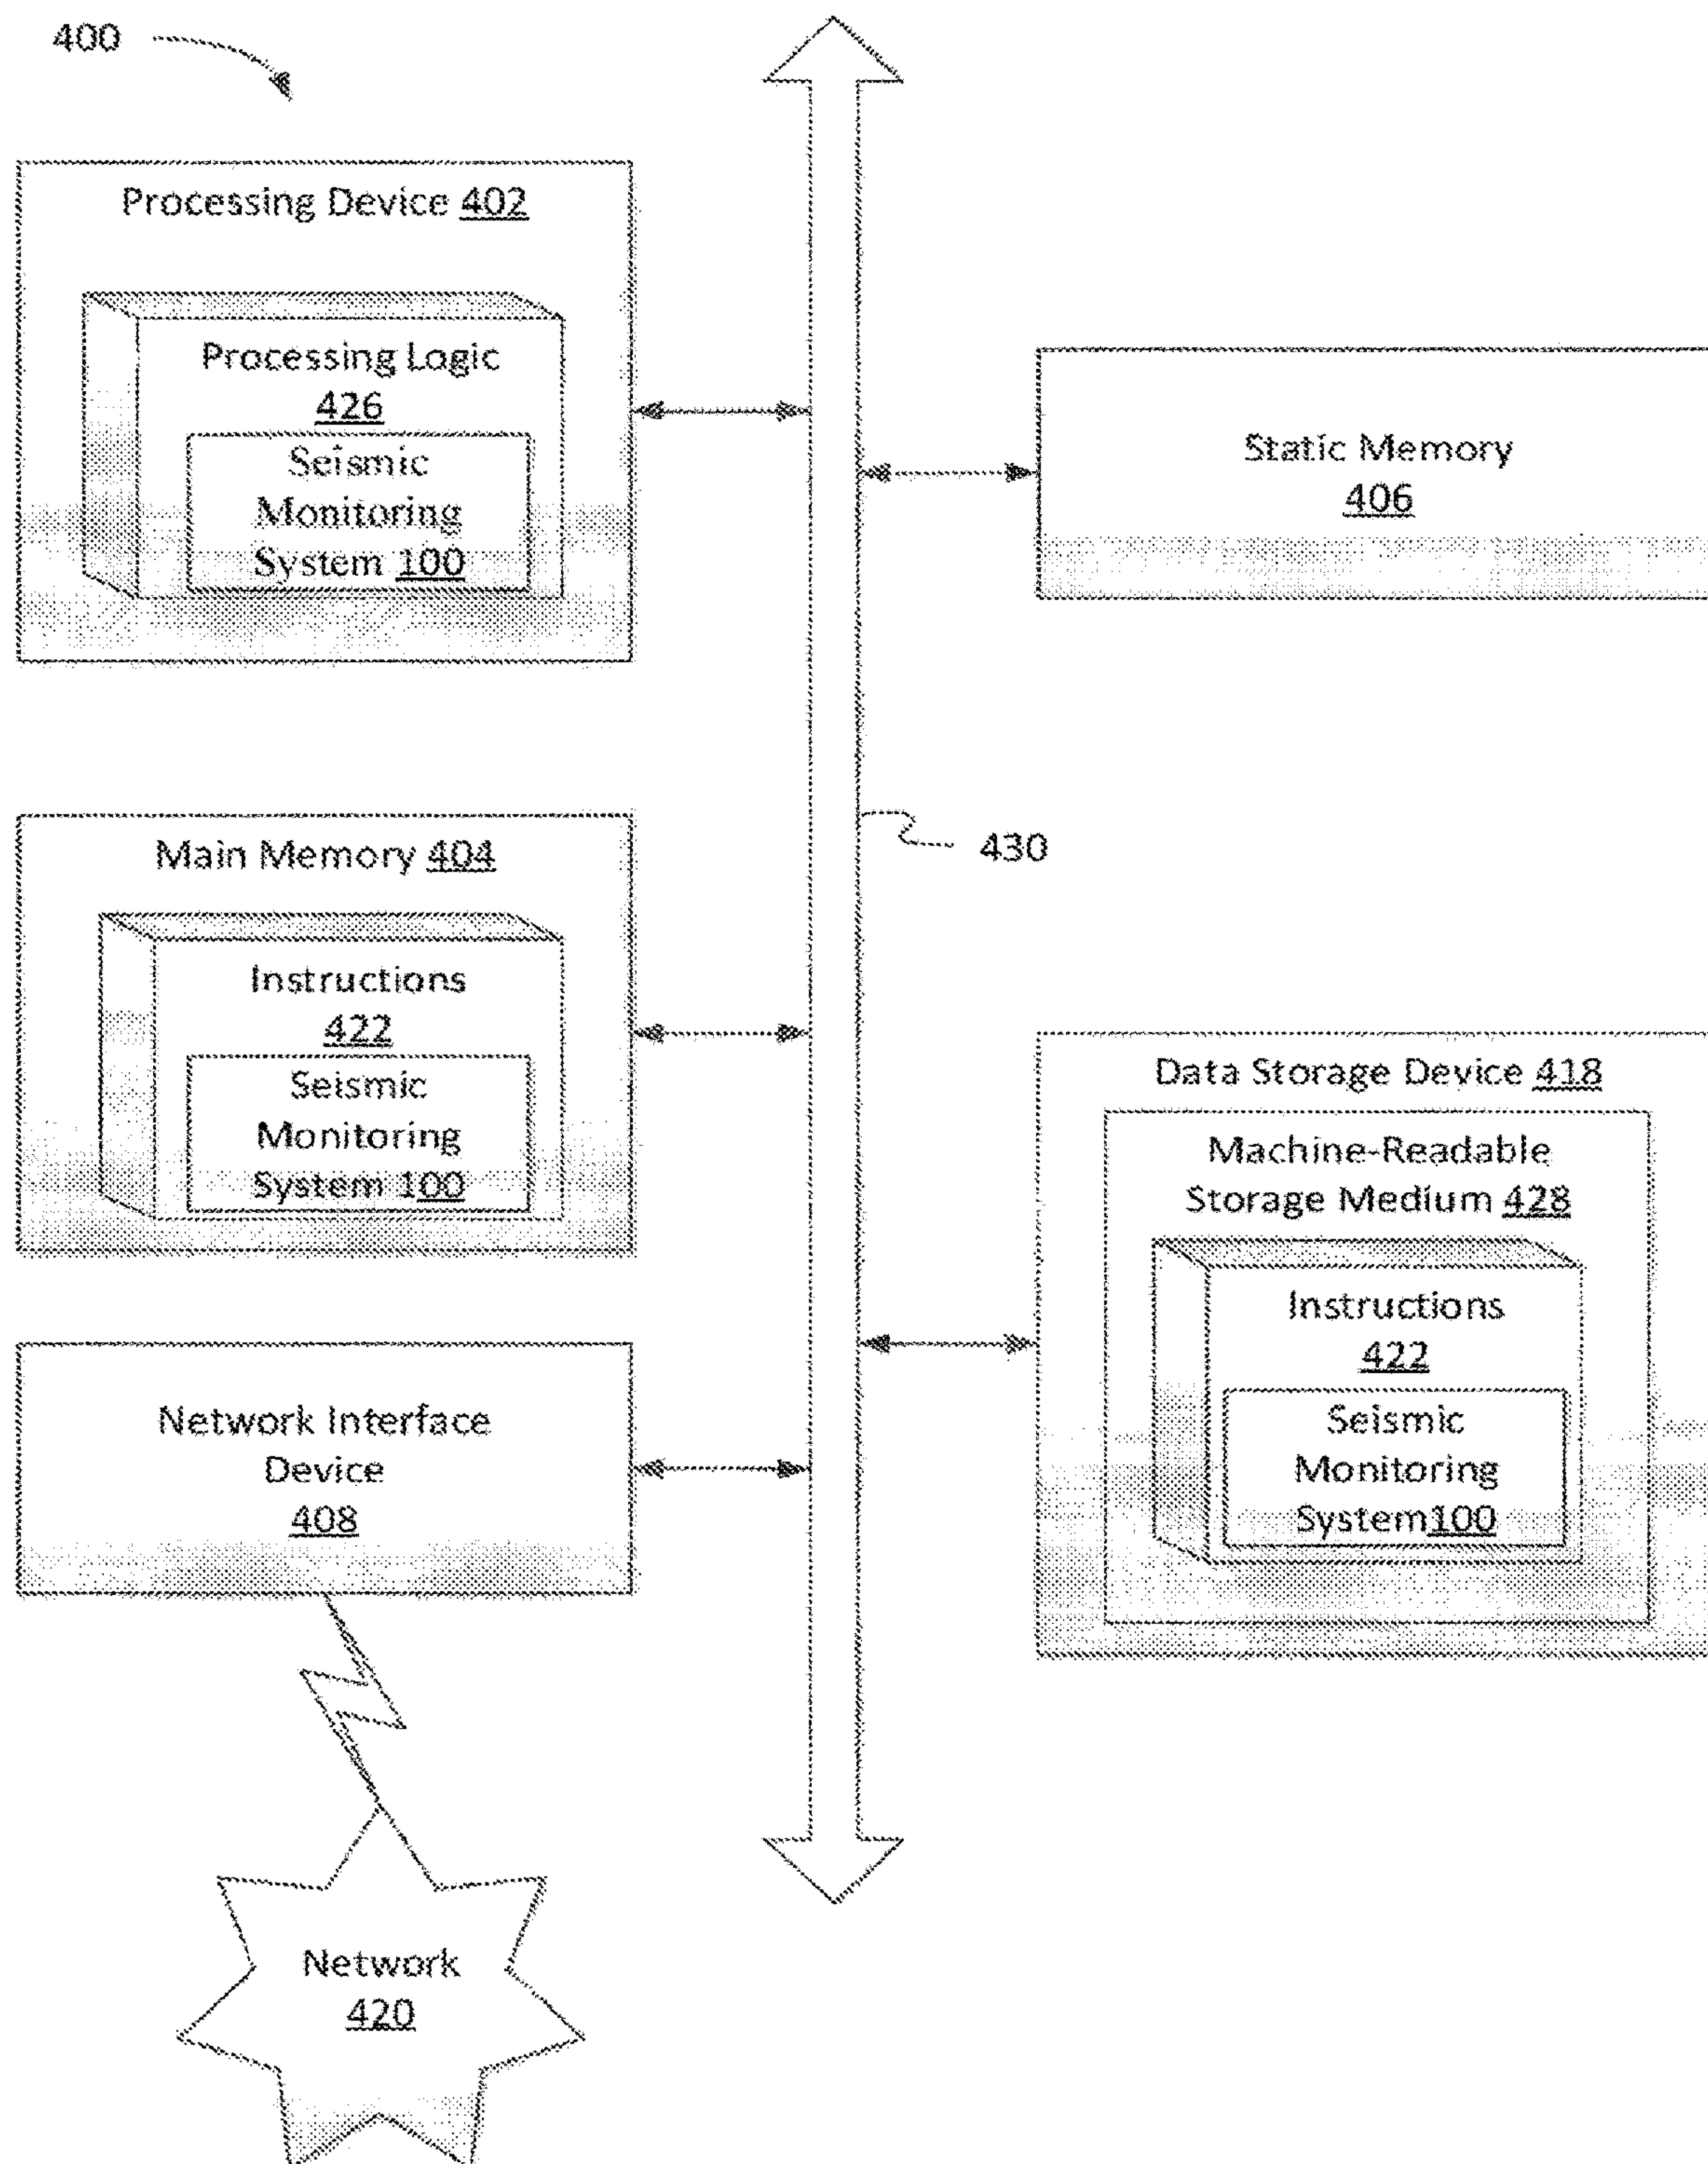 400
Processing Device 402
Processing Logic
426
Seismic
Monitoring
System 100
Static Memory
406
Main Memory 404
430
Instructions
422
Seismic
Monitoring
System 100
Data Storage Device 418
Machine-Readable
Storage Medium 428
Instructions
422
Seismic
Monitoring
System100
Network Interface
Device
408
Network
420